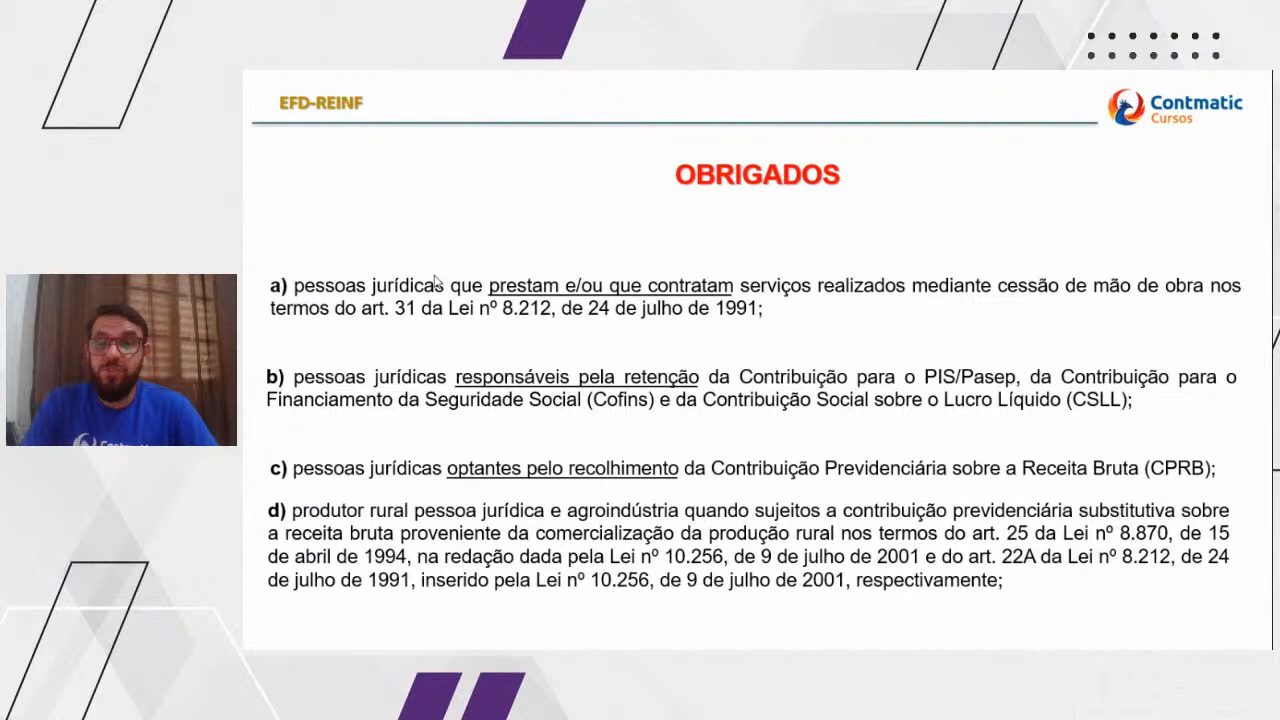 EFD-REINF
Contmatic
Cursos
OBRIGADOS
a) pessoas jurídicas que prestam e/ou que contratam serviços realizados mediante cessão de mão de obra nos
termos do art. 31 da Lei nº 8.212, de 24 de julho de 1991;
b) pessoas jurídicas responsáveis pela retenção da Contribuição para o PIS/Pasep, da Contribuição para o
Financiamento da Seguridade Social (Cofins) e da Contribuição Social sobre o Lucro Líquido (CSLL);
c) pessoas jurídicas optantes pelo recolhimento da Contribuição Previdenciária sobre a Receita Bruta (CPRB);
d) produtor rural pessoa jurídica e agroindústria quando sujeitos a contribuição previdenciária substitutiva sobre
a receita bruta proveniente da comercialização da produção rural nos termos do art. 25 da Lei nº 8.870, de 15
de abril de 1994, na redação dada pela Lei nº 10.256, de 9 de julho de 2001 e do art. 22A da Lei nº 8.212, de 24
de julho de 1991, inserido pela Lei nº 10.256, de 9 de julho de 2001, respectivamente;